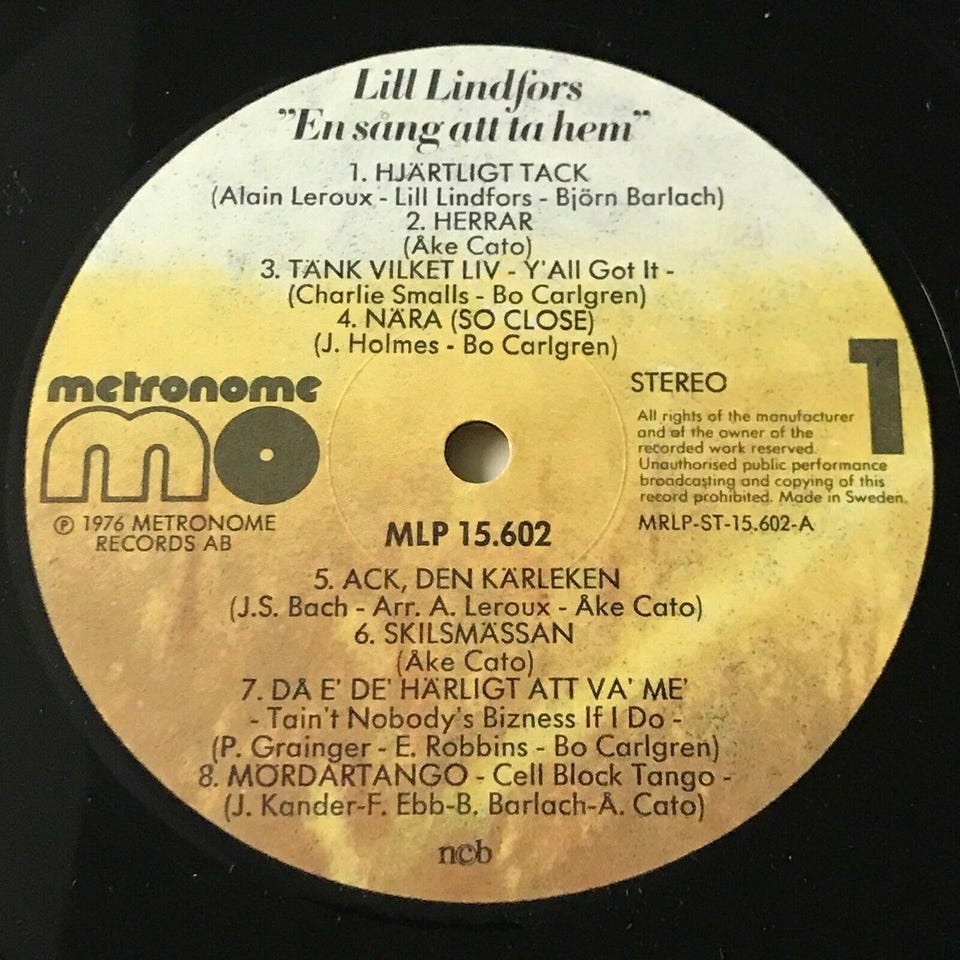 Lill Lindfors
"En sång att ta hem"
1. HJÄRTLIGT TACK
(Alain Leroux - Lill Lindfors - Björn Barlach)
2. HERRAR
(Åke Cato)
3. TÄNK VILKET LIV - Y'All Got It -
(Charlie Smalls - Bo Carlgren)
4. NÄRA (SO CLOSE)
(J. Holmes - Bo Carlgren)
metronome
mo
℗ 1976 METRONOME
RECORDS AB
STEREO
1
All rights of the manufacturer
and of the owner of the
recorded work reserved.
Unauthorised public performance
broadcasting and copying of this
record prohibited. Made in Sweden.
MRLP-ST-15.602-A
MLP 15.602
5. ACK, DEN KÄRLEKEN
(J.S. Bach - Arr. A. Leroux - Åke Cato)
6. SKILSMÄSSAN
(Åke Cato)
7. DÅ E' DE' HÄRLIGT ATT VA' ME'
- Tain't Nobody's Bizness If I Do -
(P. Grainger - E. Robbins - Bo Carlgren)
8. MÖRDARTANGO - Cell Block Tango -
(J. Kander-F. Ebb-B. Barlach-Å. Cato)
ncb